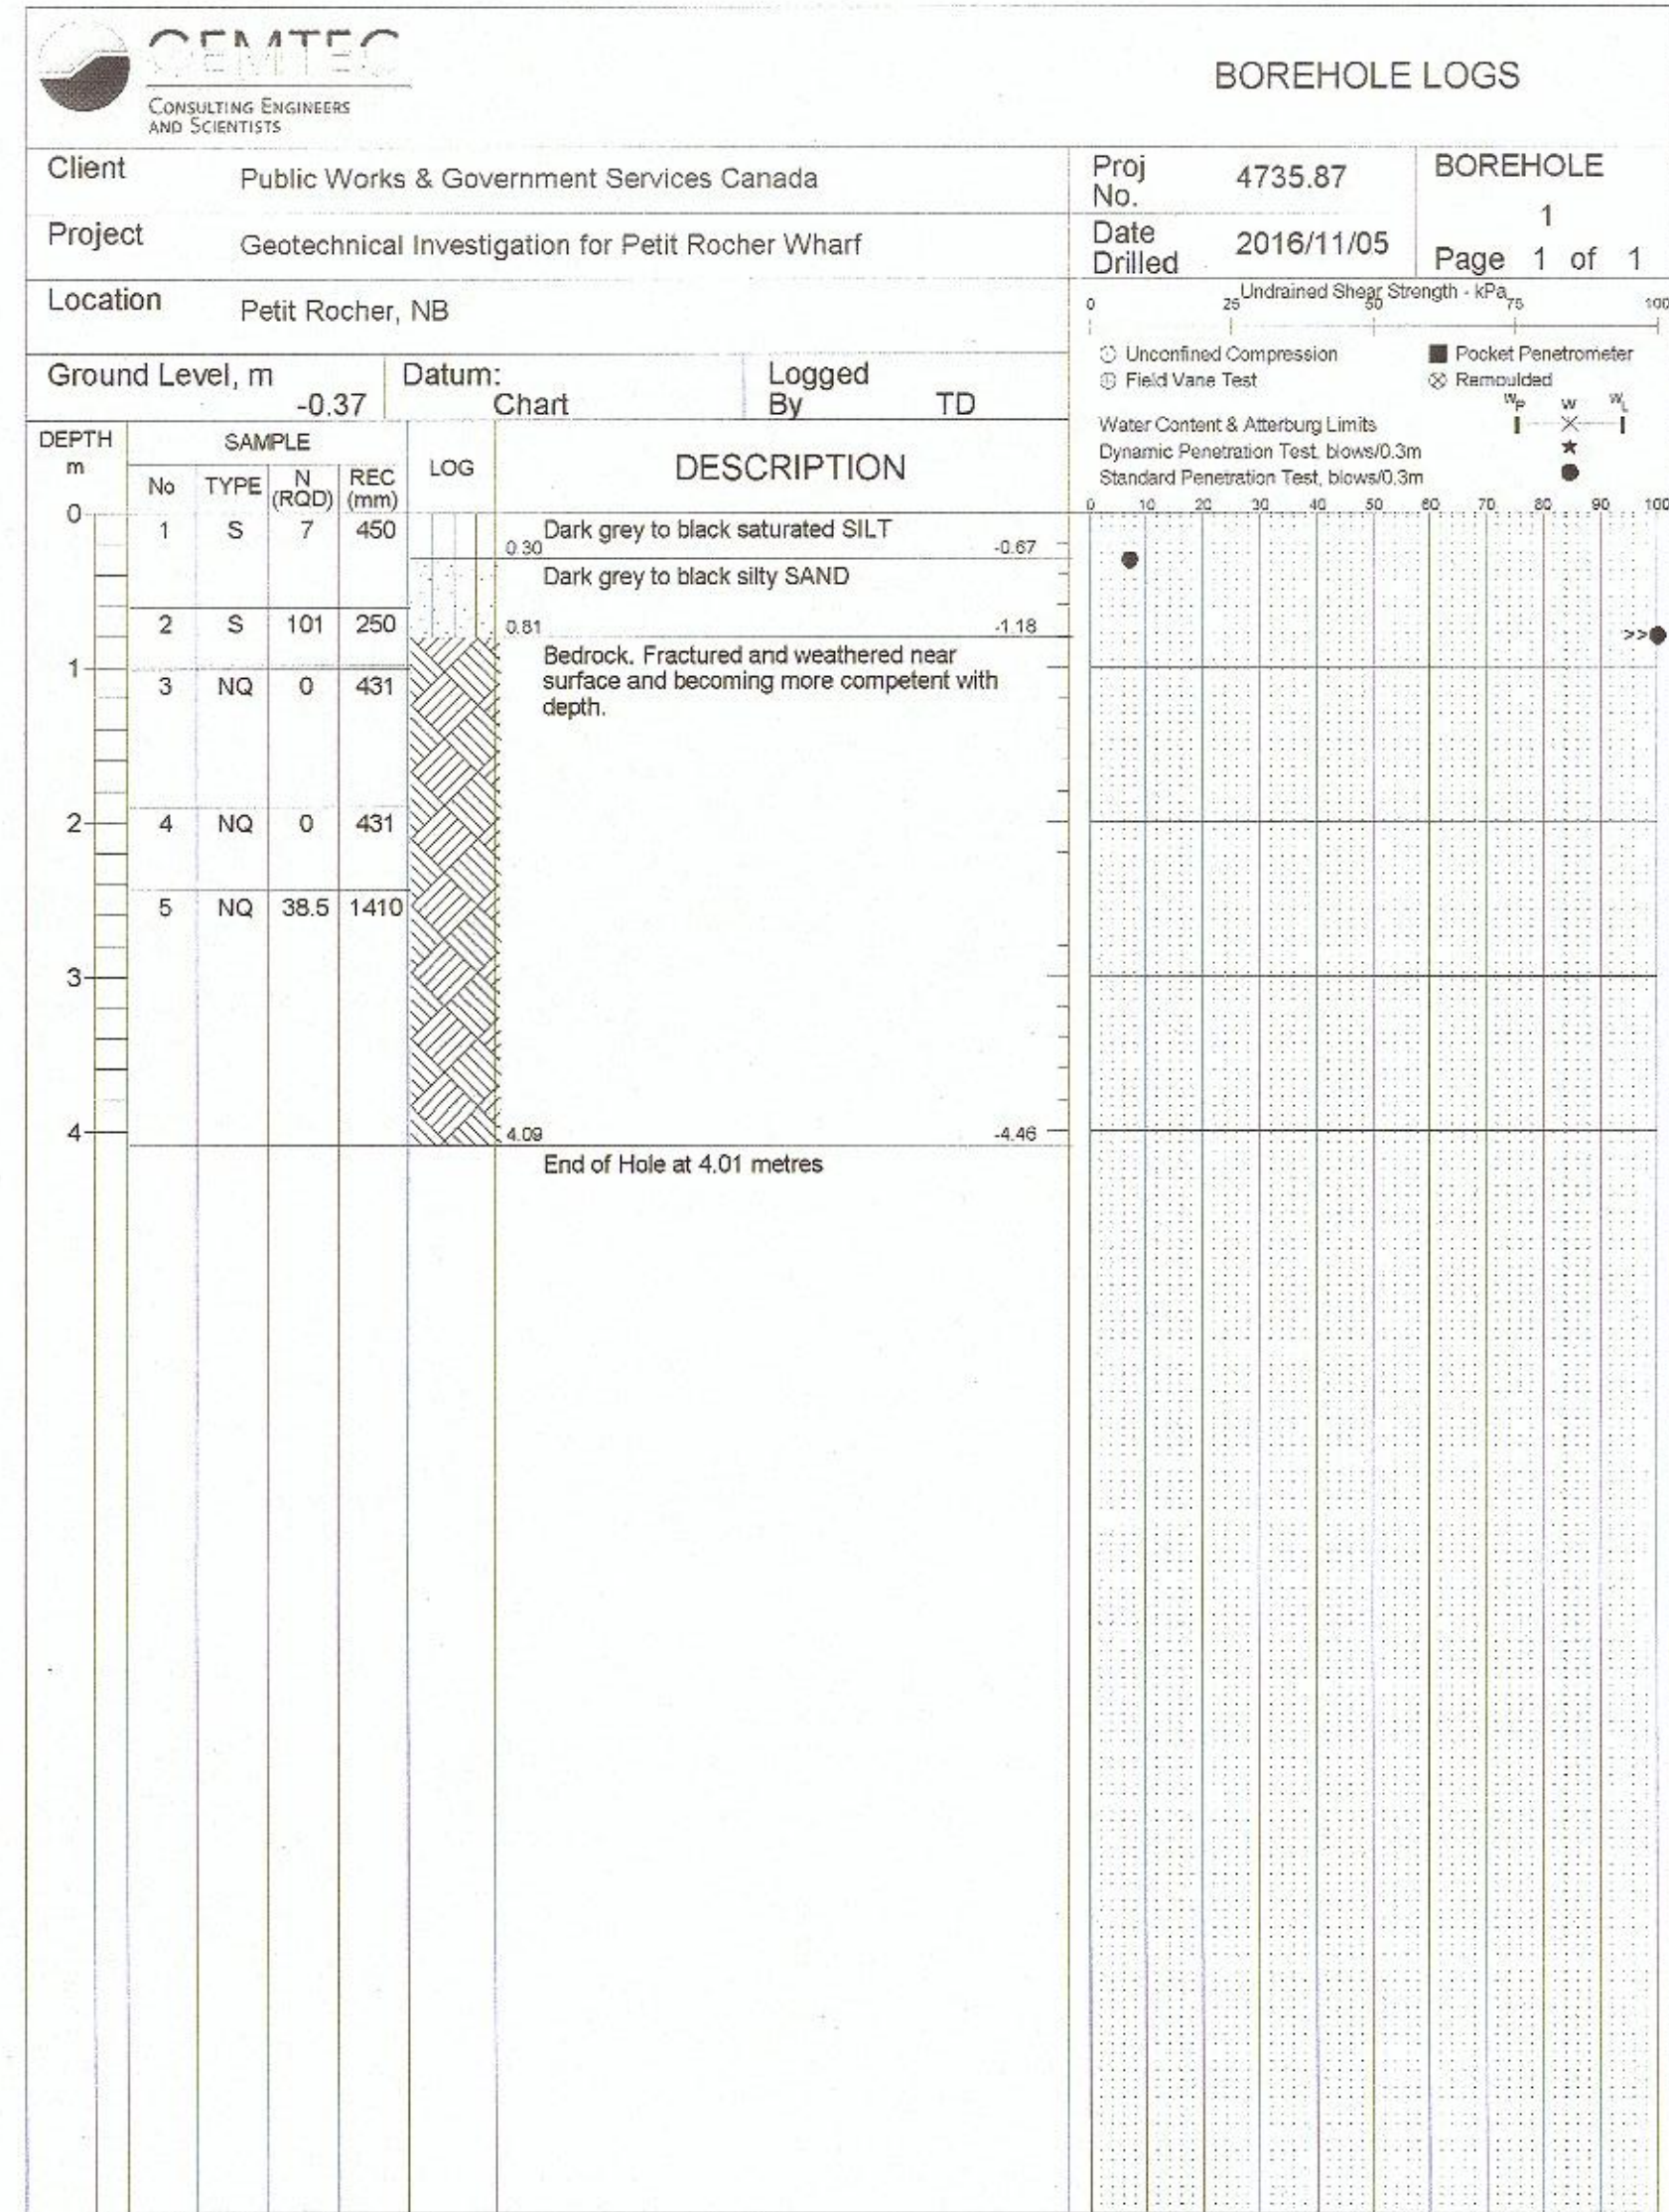 GEMTEC
CONSULTING ENGINEERS
AND SCIENTISTS
BOREHOLE LOGS
Client Public Works & Government Services Canada
Proj No. 4735.87
BOREHOLE
1
Project Geotechnical Investigation for Petit Rocher Wharf
Date Drilled 2016/11/05
Page 1 of 1
Location Petit Rocher, NB
Undrained Shear Strength - kPa
0 25 50 75 100
Unconfined Compression Pocket Penetrometer
Field Vane Test Remoulded
Ground Level, m -0.37
Datum: Chart
Logged By TD
WP W WL
Water Content & Atterburg Limits
Dynamic Penetration Test, blows/0.3m
Standard Penetration Test, blows/0.3m
DEPTH m
SAMPLE
LOG
DESCRIPTION
No TYPE N (RQD) REC (mm)
0 10 20 30 40 50 60 70 80 90 100
0
1 S 7 450
Dark grey to black saturated SILT
0.30 -0.67
Dark grey to black silty SAND
2 S 101 250
0.81 -1.18
>>
Bedrock. Fractured and weathered near
surface and becoming more competent with
depth.
1
3 NQ 0 431
2
4 NQ 0 431
5 NQ 38.5 1410
3
4
4.09 -4.46
End of Hole at 4.01 metres